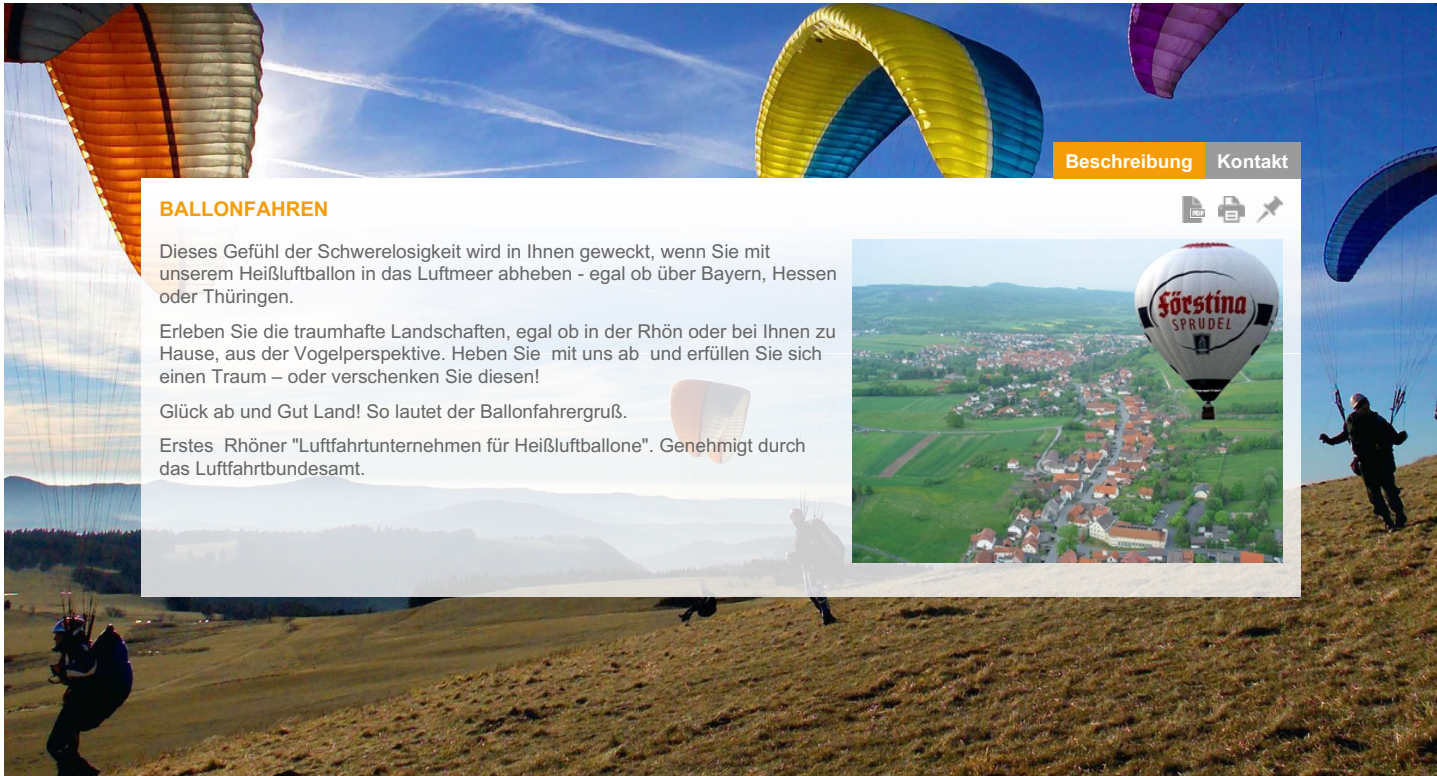 Beschreibung Kontakt
BALLONFAHREN
PDF
Dieses Gefühl der Schwerelosigkeit wird in Ihnen geweckt, wenn Sie mit
unserem Heißluftballon in das Luftmeer abheben - egal ob über Bayern, Hessen
oder Thüringen.
Erleben Sie die traumhafte Landschaften, egal ob in der Rhön oder bei Ihnen zu
Hause, aus der Vogelperspektive. Heben Sie  mit uns ab  und erfüllen Sie sich
einen Traum – oder verschenken Sie diesen!
Glück ab und Gut Land! So lautet der Ballonfahrergruß.
Erstes  Rhöner "Luftfahrtunternehmen für Heißluftballone". Genehmigt durch
das Luftfahrtbundesamt.
Förstina
SPRUDEL